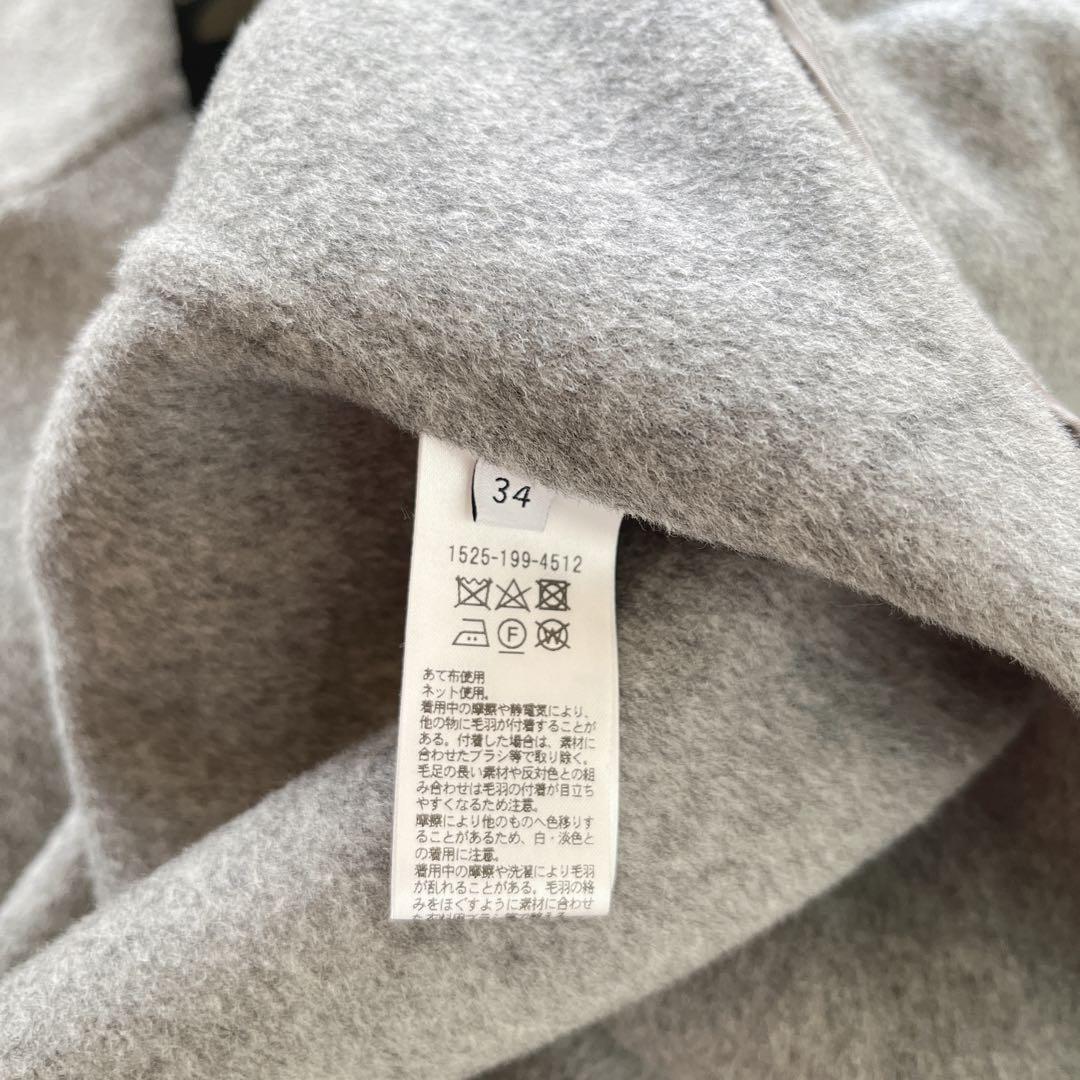 34
1525-199-4512
F
W
あて布使用
ネット使用。
着用中の摩擦や静電気により、
他の物に毛羽が付着することが
ある。付着した場合は、素材に
合わせたブラシ等で取り除く。
毛足の長い素材や反対色との組
み合わせは毛羽の付着が目立ち
やすくなるため注意。
摩擦により他のものへ色移りす
ることがあるため、白・淡色と
の着用に注意。
着用中の摩擦や洗濯により毛羽
が乱れることがある。毛羽の絡
みをほぐすように素材に合わせ